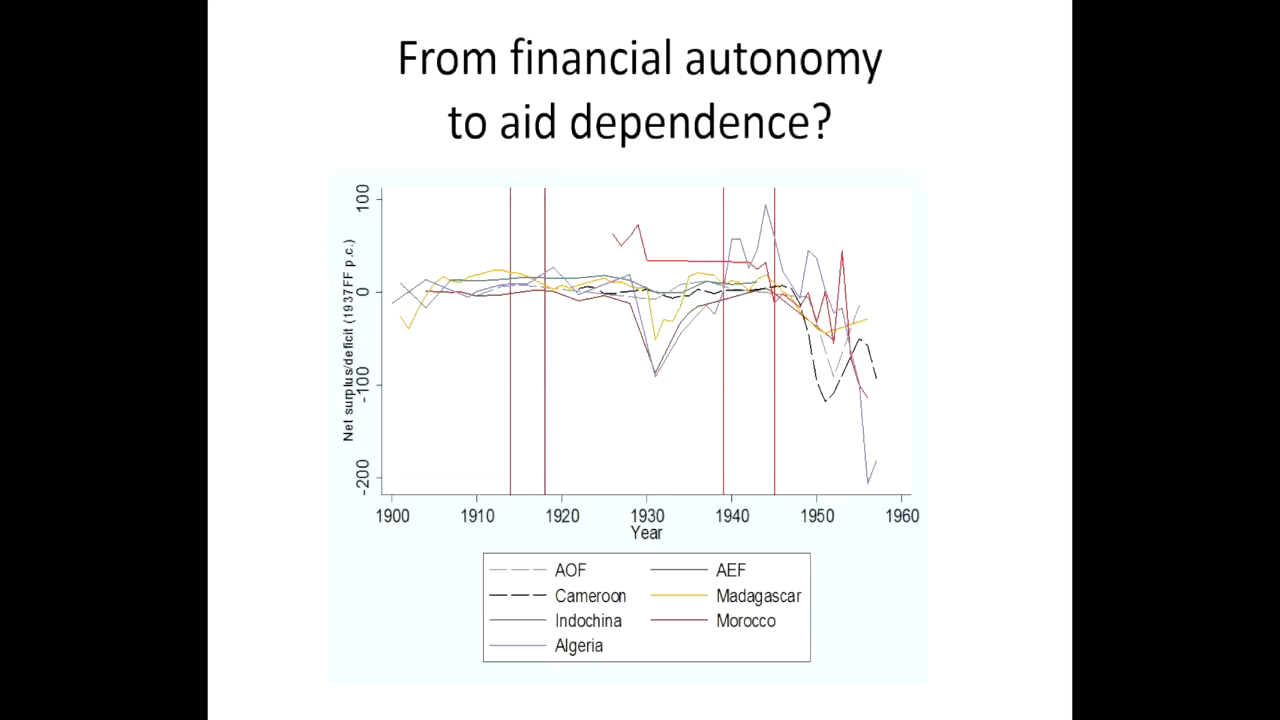 From financial autonomy
to aid dependence?
Net surplus/deficit (1937FF p.c.)
100
0
-100
-200
1900 1910 1920 1930 1940 1950 1960
Year
AOF AEF
Cameroon Madagascar
Indochina Morocco
Algeria